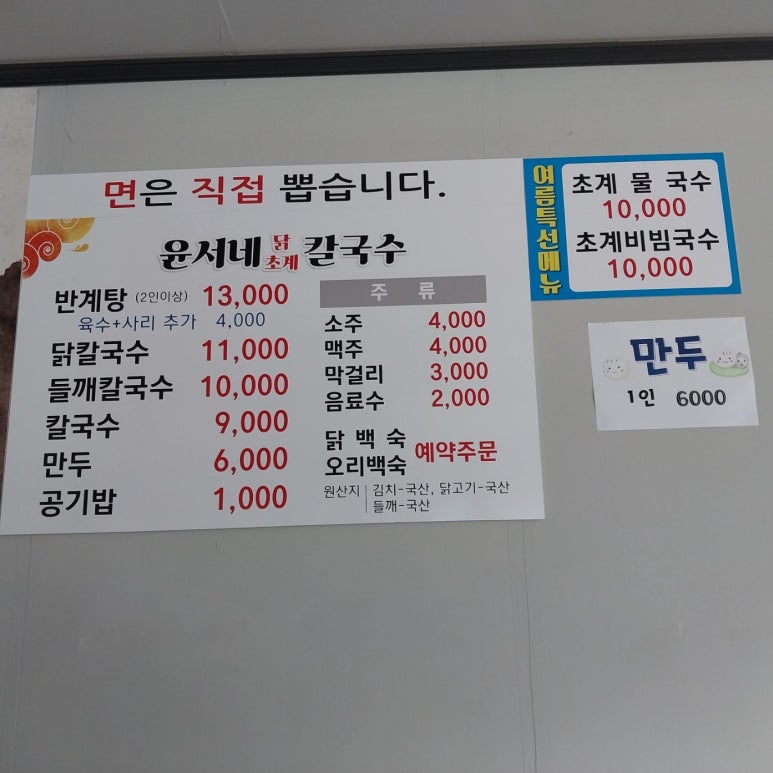 면은 직접 뽑습니다.
윤서네 닭 초계 칼국수
반계탕 (2인이상) 13,000
육수+사리 추가 4,000
닭칼국수 11,000
들깨칼국수 10,000
칼국수 9,000
만두 6,000
공기밥 1,000
주 류
소주 4,000
맥주 4,000
막걸리 3,000
음료수 2,000
닭 백 숙
오리백숙 예약주문
원산지 | 김치-국산, 닭고기-국산
들깨-국산
여름특선메뉴
초계 물 국수
10,000
초계비빔국수
10,000
만두
1인 6000